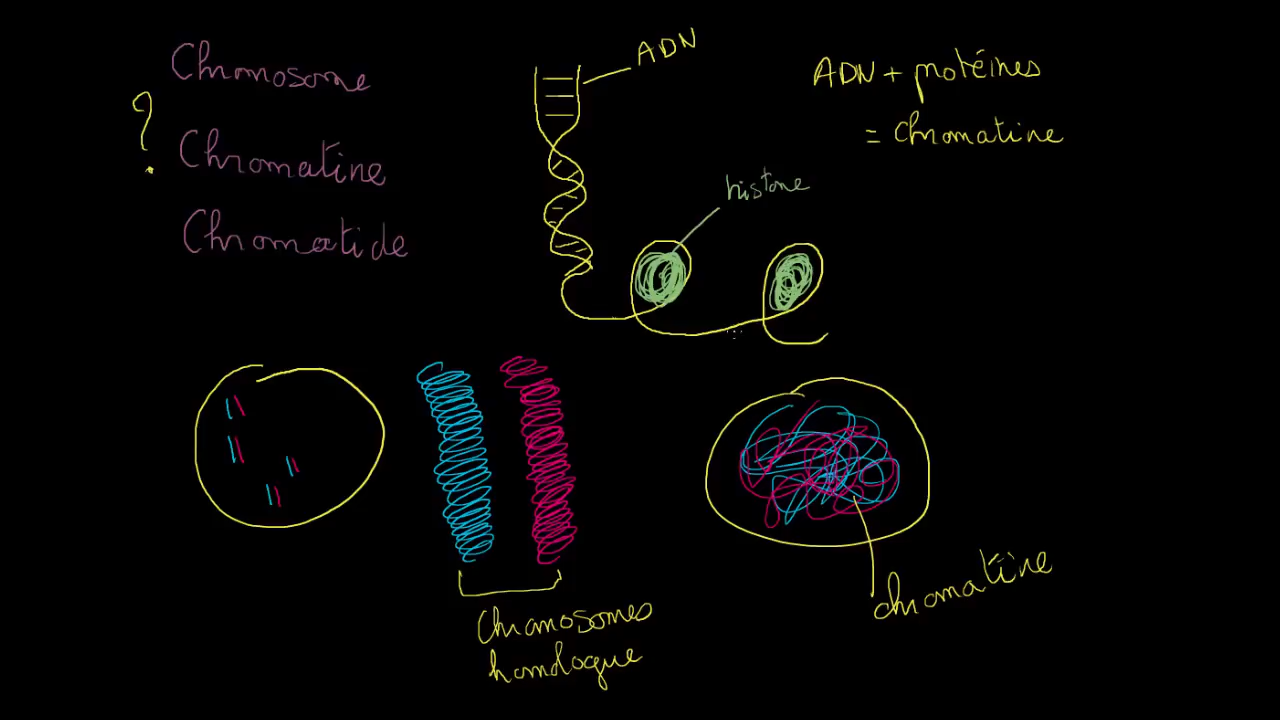 Chromosome
?
Chromatine
Chromatide
ADN
histone
ADN + protéines
= chromatine
Chromosomes
homologue
chromatine